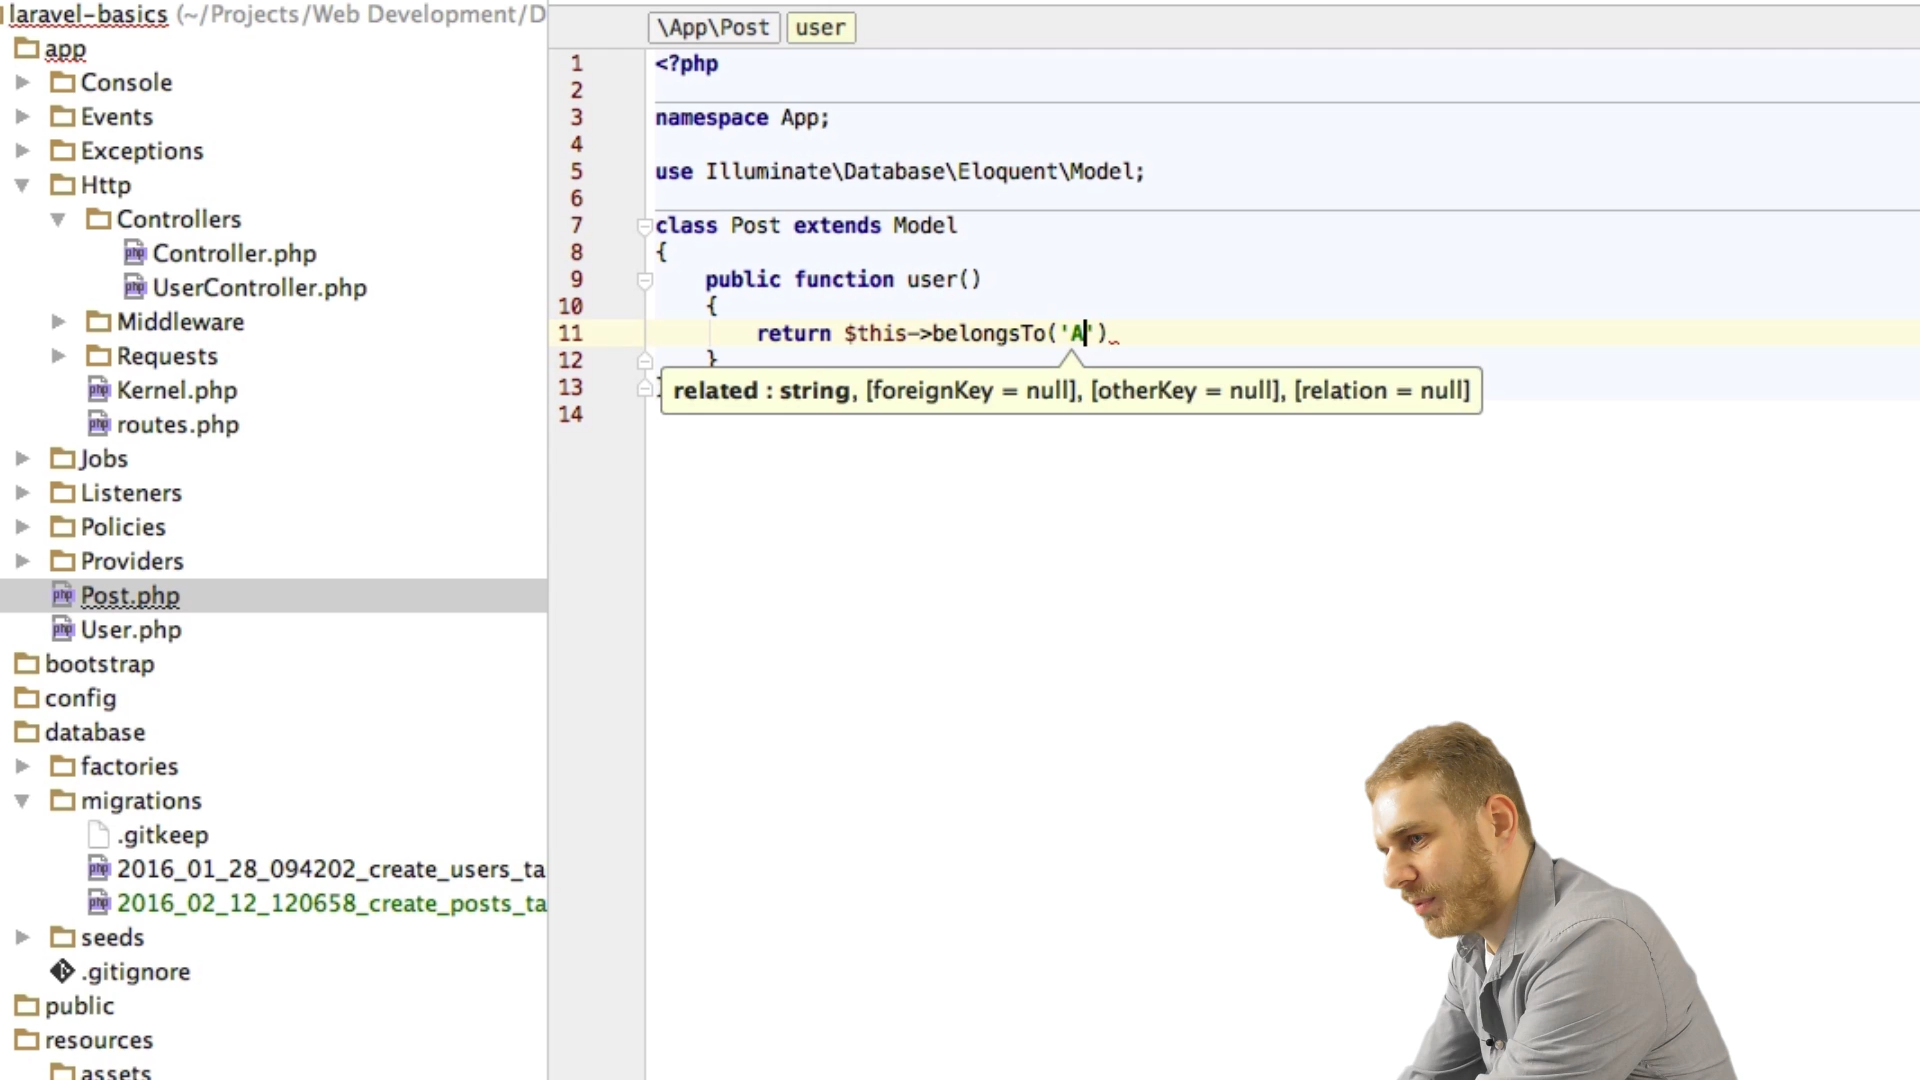 laravel-basics (~/Projects/Web Development/D
app
Console
Events
Exceptions
Http
Controllers
Controller.php
UserController.php
Middleware
Requests
Kernel.php
routes.php
Jobs
Listeners
Policies
Providers
Post.php
User.php
bootstrap
config
database
factories
migrations
.gitkeep
2016_01_28_094202_create_users_ta
2016_02_12_120658_create_posts_ta
seeds
.gitignore
public
resources
assets
\App\Post user
1 <?php
2
3 namespace App;
4
5 use Illuminate\Database\Eloquent\Model;
6
7 class Post extends Model
8 {
9 public function user()
10 {
11 return $this->belongsTo('A')
12 }
13
related : string, [foreignKey = null], [otherKey = null], [relation = null]
14